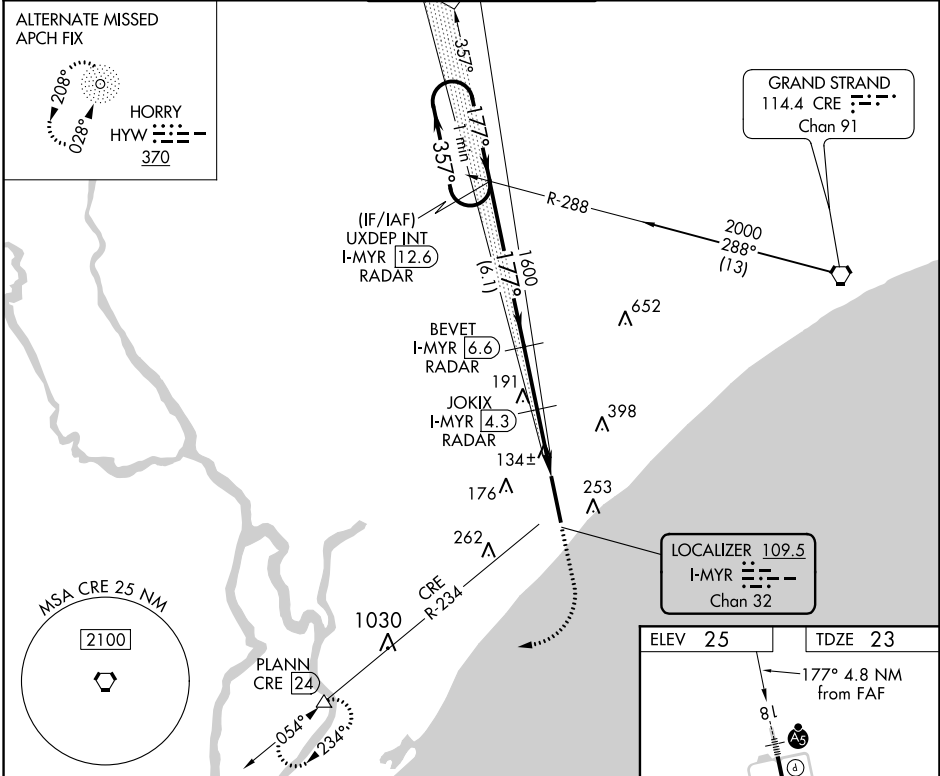 ALTERNATE MISSED
APCH FIX
208°
028°
HORRY
HYW
370
357°
177°
1 min
357°
GRAND STRAND
114.4 CRE
Chan 91
R-288
2000
288°
(13)
(IF/IAF)
UXDEP INT
I-MYR 12.6
RADAR
1600
177°
(6.1)
652
BEVET
I-MYR 6.6
RADAR
191
JOKIX
I-MYR 4.3
RADAR
398
134±
176
253
262
LOCALIZER 109.5
I-MYR
Chan 32
CRE
R-234
1030
MSA CRE 25 NM
2100
PLANN
CRE 24
054°
234°
ELEV 25
TDZE 23
177° 4.8 NM
from FAF
18
A5